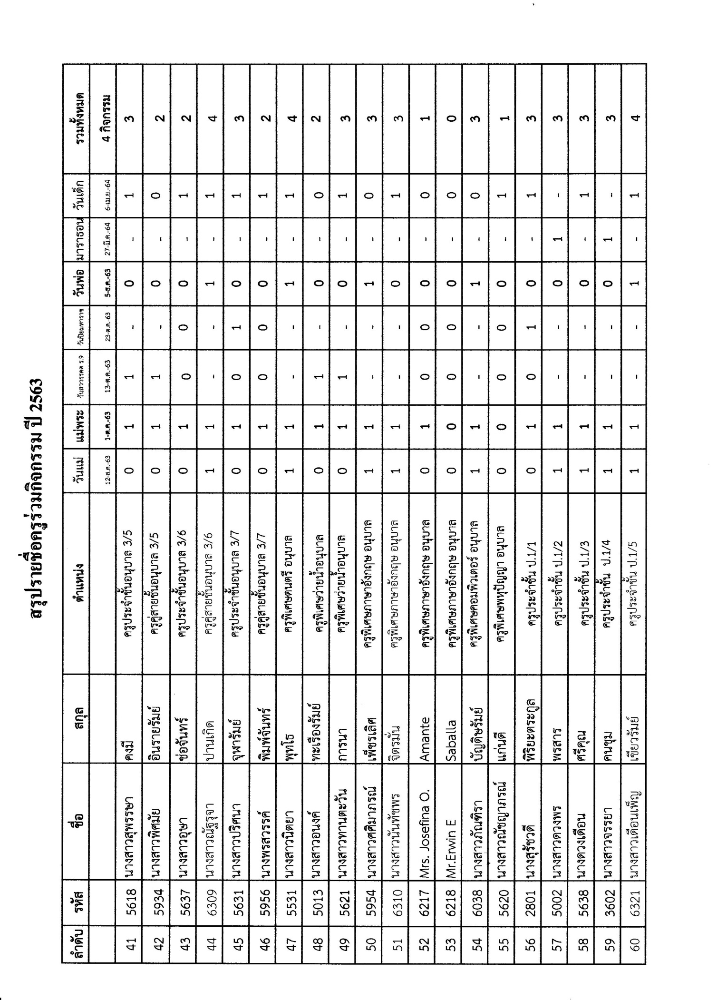 สรุปรายชื่อครูร่วมกิจกรรม ปี 2563
ลำดับ รหัส ชื่อ สกุล ตำแหน่ง วันแม่ แม่พระ วันสวรรคต ร.9 วันปิยมหาราช วันพ่อ มาราธอน วันเด็ก รวมทั้งหมด
12-ส.ค.-63 1-ต.ค.-63 13-ต.ค.-63 23-ต.ค.-63 5-ธ.ค.-63 27-มี.ค.-64 6-เม.ย.-64 4 กิจกรรม
41 5618 นางสาวสุพรรษา คงมี ครูประจำชั้นอนุบาล 3/5 0 1 1 - 0 - 1 3
42 5934 นางสาวพิศมัย อินรายรัมย์ ครูคู่สายชั้นอนุบาล 3/5 0 1 1 - 0 - 0 2
43 5637 นางสาวอุษา ช่อจันทร์ ครูประจำชั้นอนุบาล 3/6 0 1 0 0 0 - 1 2
44 6309 นางสาวณัฐรุจา ปานเกิด ครูคู่สายชั้นอนุบาล 3/6 1 1 - - 1 - 1 4
45 5631 นางสาวปริศนา จุฬารัมย์ ครูประจำชั้นอนุบาล 3/7 0 1 0 1 0 - 1 3
46 5956 นางพรสวรรค์ พิมพ์จันทร์ ครูคู่สายชั้นอนุบาล 3/7 0 1 0 0 0 - 1 2
47 5531 นางสาวนิตยา พุทโธ ครูพิเศษดนตรี อนุบาล 1 1 - - 1 - 1 4
48 5013 นางสาวอนงค์ ทะเรืองรัมย์ ครูพิเศษว่ายน้ำอนุบาล 0 1 1 - 0 - 0 2
49 5621 นางสาวทานตะวัน การนา ครูพิเศษว่ายน้ำอนุบาล 0 1 1 - 0 - 1 3
50 5954 นางสาวศศิมาภรณ์ เพ็ชรเลิศ ครูพิเศษภาษาอังกฤษ อนุบาล 1 1 - - 1 - 0 3
51 6310 นางสาวนันทัชพร จิตรมั่น ครูพิเศษภาษาอังกฤษ อนุบาล 1 1 - - 0 - 1 3
52 6217 Mrs. Josefina O. Amante ครูพิเศษภาษาอังกฤษ อนุบาล 0 1 0 0 0 - 0 1
53 6218 Mr.Erwin E Saballa ครูพิเศษภาษาอังกฤษ อนุบาล 0 0 0 0 0 - 0 0
54 6038 นางสาวภัณฑิรา บัญดิษรัมย์ ครูพิเศษคอมพิวเตอร์ อนุบาล 1 1 - - 1 - 0 3
55 5620 นางสาวณัชญาภรณ์ แก่นดี ครูพิเศษพหุปัญญา อนุบาล 0 0 0 0 0 - 1 1
56 2801 นางสุรัชวดี พิริยะตระกูล ครูประจำชั้น ป.1/1 0 1 0 1 0 - 1 3
57 5002 นางสาวดวงพร พรสาร ครูประจำชั้น ป.1/2 1 1 - - 0 1 - 3
58 5638 นางดวงเดือน ศรีคุณ ครูประจำชั้น ป.1/3 1 1 - - 0 - 1 3
59 3602 นางสาวจรรยา คนชุม ครูประจำชั้น ป.1/4 1 1 - - 0 1 - 3
60 6321 นางสาวเดือนเพ็ญ เขียวรัมย์ ครูประจำชั้น ป.1/5 1 1 - - 1 - 1 4